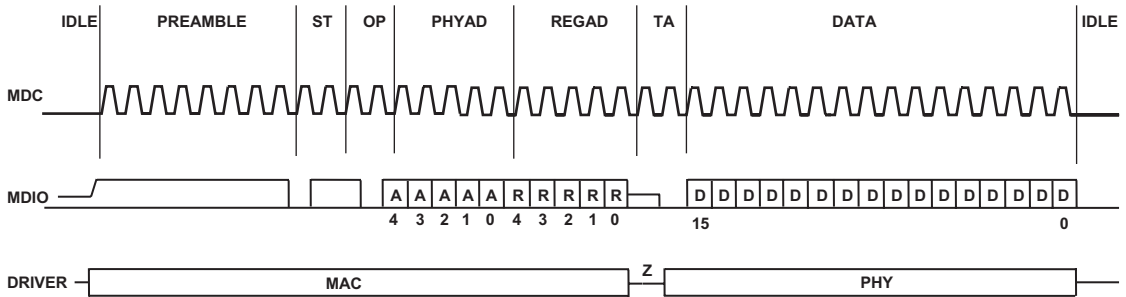 IDLE PREAMBLE ST OP PHYAD REGAD TA DATA IDLE
MDC
MDIO A A A A A R R R R R D D D D D D D D D D D D D D D D
4 3 2 1 0 4 3 2 1 0 15 0
Z
DRIVER MAC PHY